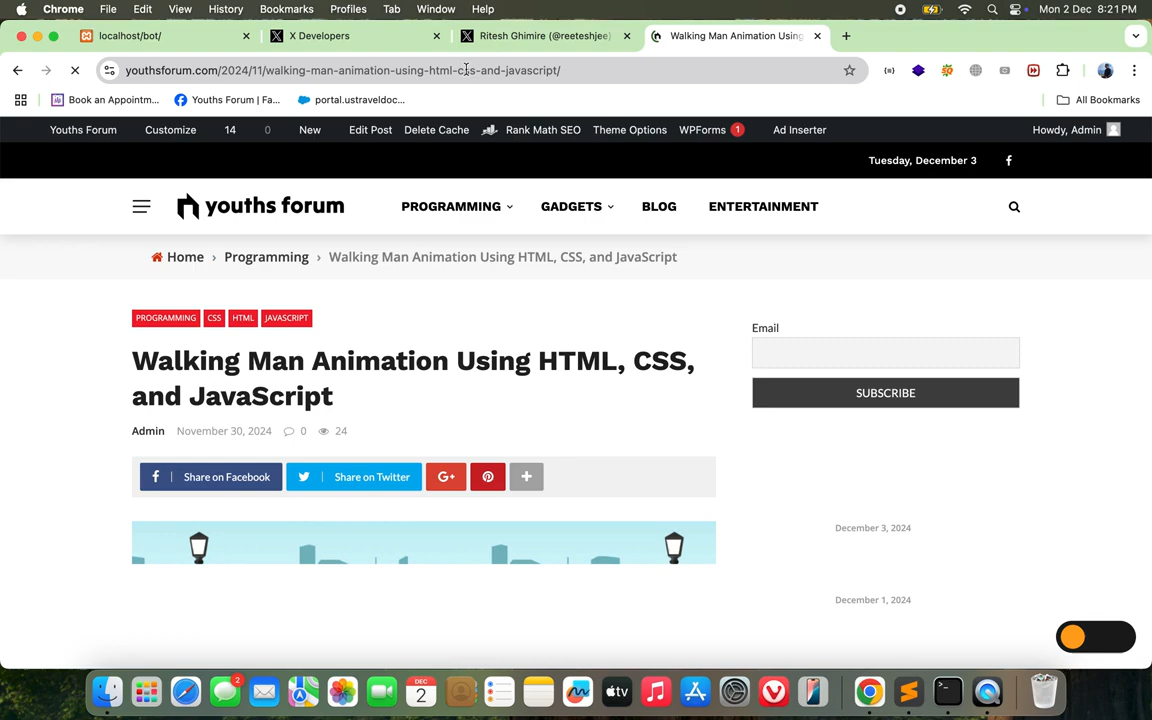 Chrome File Edit View History Bookmarks Profiles Tab Window Help Mon 2 Dec 8:21 PM
localhost/bot/ X Developers Ritesh Ghimire (@reeteshjee) Walking Man Animation Using
youthsforum.com/2024/11/walking-man-animation-using-html-css-and-javascript/
Book an Appointm... Youths Forum | Fa... portal.ustraveldoc... All Bookmarks
Youths Forum Customize 14 0 New Edit Post Delete Cache Rank Math SEO Theme Options WPForms 1 Ad Inserter Howdy, Admin
Tuesday, December 3
youths forum PROGRAMMING GADGETS BLOG ENTERTAINMENT
Home › Programming › Walking Man Animation Using HTML, CSS, and JavaScript
PROGRAMMING CSS HTML JAVASCRIPT
Walking Man Animation Using HTML, CSS,
and JavaScript
Admin November 30, 2024 0 24
Share on Facebook Share on Twitter G+
Email
SUBSCRIBE
December 3, 2024
December 1, 2024
2
DEC
2
tv